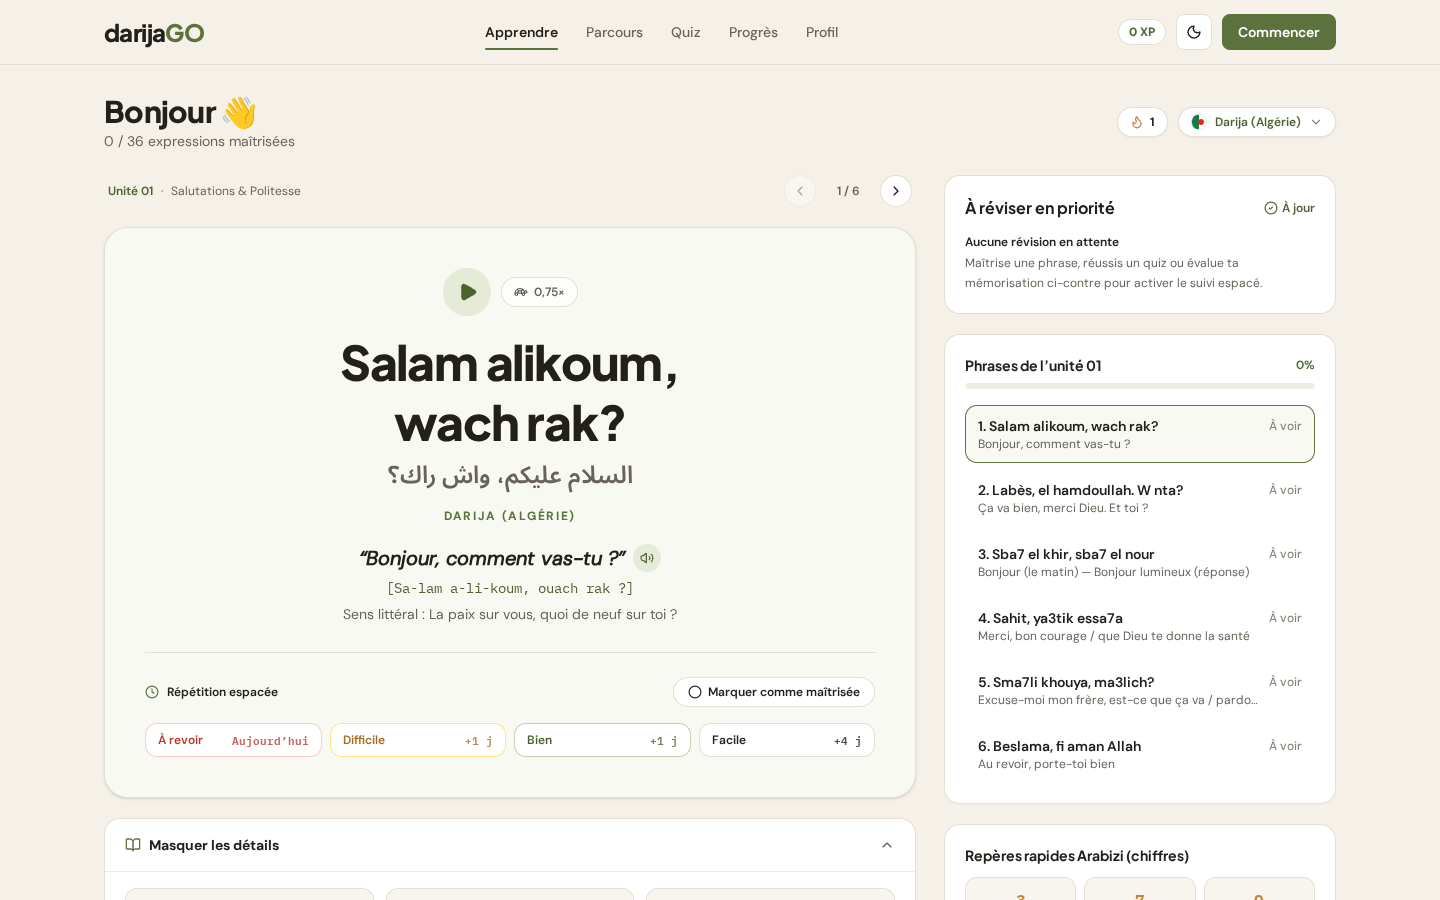 darijaGO
Apprendre
Parcours
Quiz
Progrès
Profil
0 XP
Commencer
Bonjour 👋
0 / 36 expressions maîtrisées
1
Darija (Algérie)
Unité 01 · Salutations & Politesse
1 / 6
0,75×
Salam alikoum,
wach rak?
السلام عليكم، واش راك؟
DARIJA (ALGÉRIE)
“Bonjour, comment vas-tu ?”
[Sa-lam a-li-koum, ouach rak ?]
Sens littéral : La paix sur vous, quoi de neuf sur toi ?
Répétition espacée
Marquer comme maîtrisée
À revoir Aujourd’hui
Difficile +1 j
Bien +1 j
Facile +4 j
Masquer les détails
À réviser en priorité
À jour
Aucune révision en attente
Maîtrise une phrase, réussis un quiz ou évalue ta
mémorisation ci-contre pour activer le suivi espacé.
Phrases de l’unité 01
0%
1. Salam alikoum, wach rak?
À voir
Bonjour, comment vas-tu ?
2. Labès, el hamdoullah. W nta?
À voir
Ça va bien, merci Dieu. Et toi ?
3. Sba7 el khir, sba7 el nour
À voir
Bonjour (le matin) — Bonjour lumineux (réponse)
4. Sahit, ya3tik essa7a
À voir
Merci, bon courage / que Dieu te donne la santé
5. Sma7li khouya, ma3lich?
À voir
Excuse-moi mon frère, est-ce que ça va / pardo…
6. Beslama, fi aman Allah
À voir
Au revoir, porte-toi bien
Repères rapides Arabizi (chiffres)